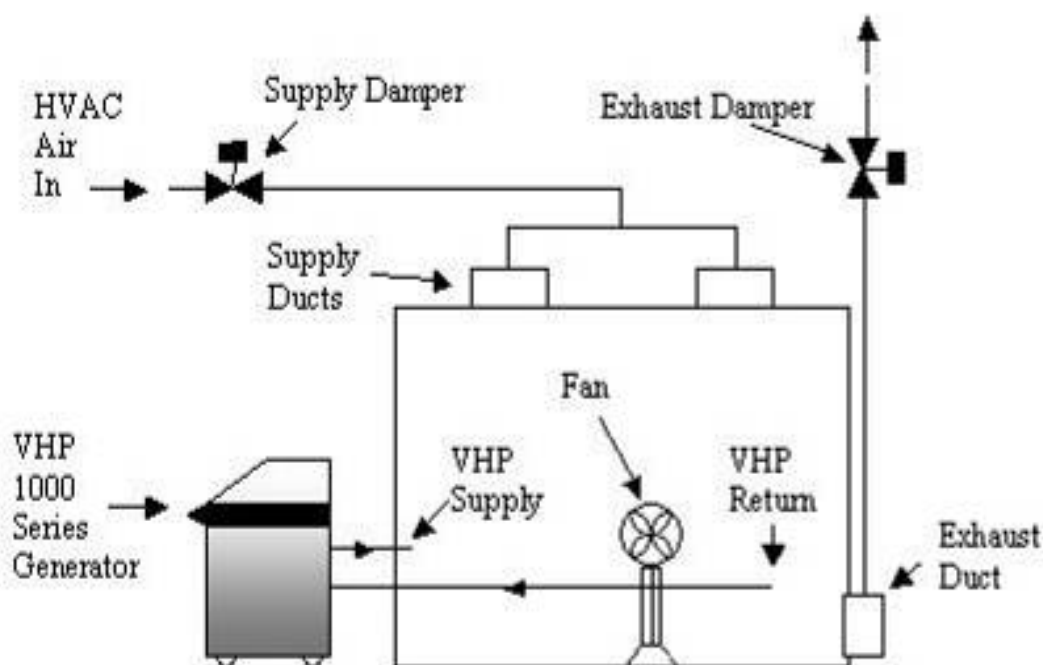 HVAC
Air
In
Supply Damper
Exhaust Damper
Supply
Ducts
Fan
VHP
1000
Series
Generator
VHP
Supply
VHP
Return
Exhaust
Duct